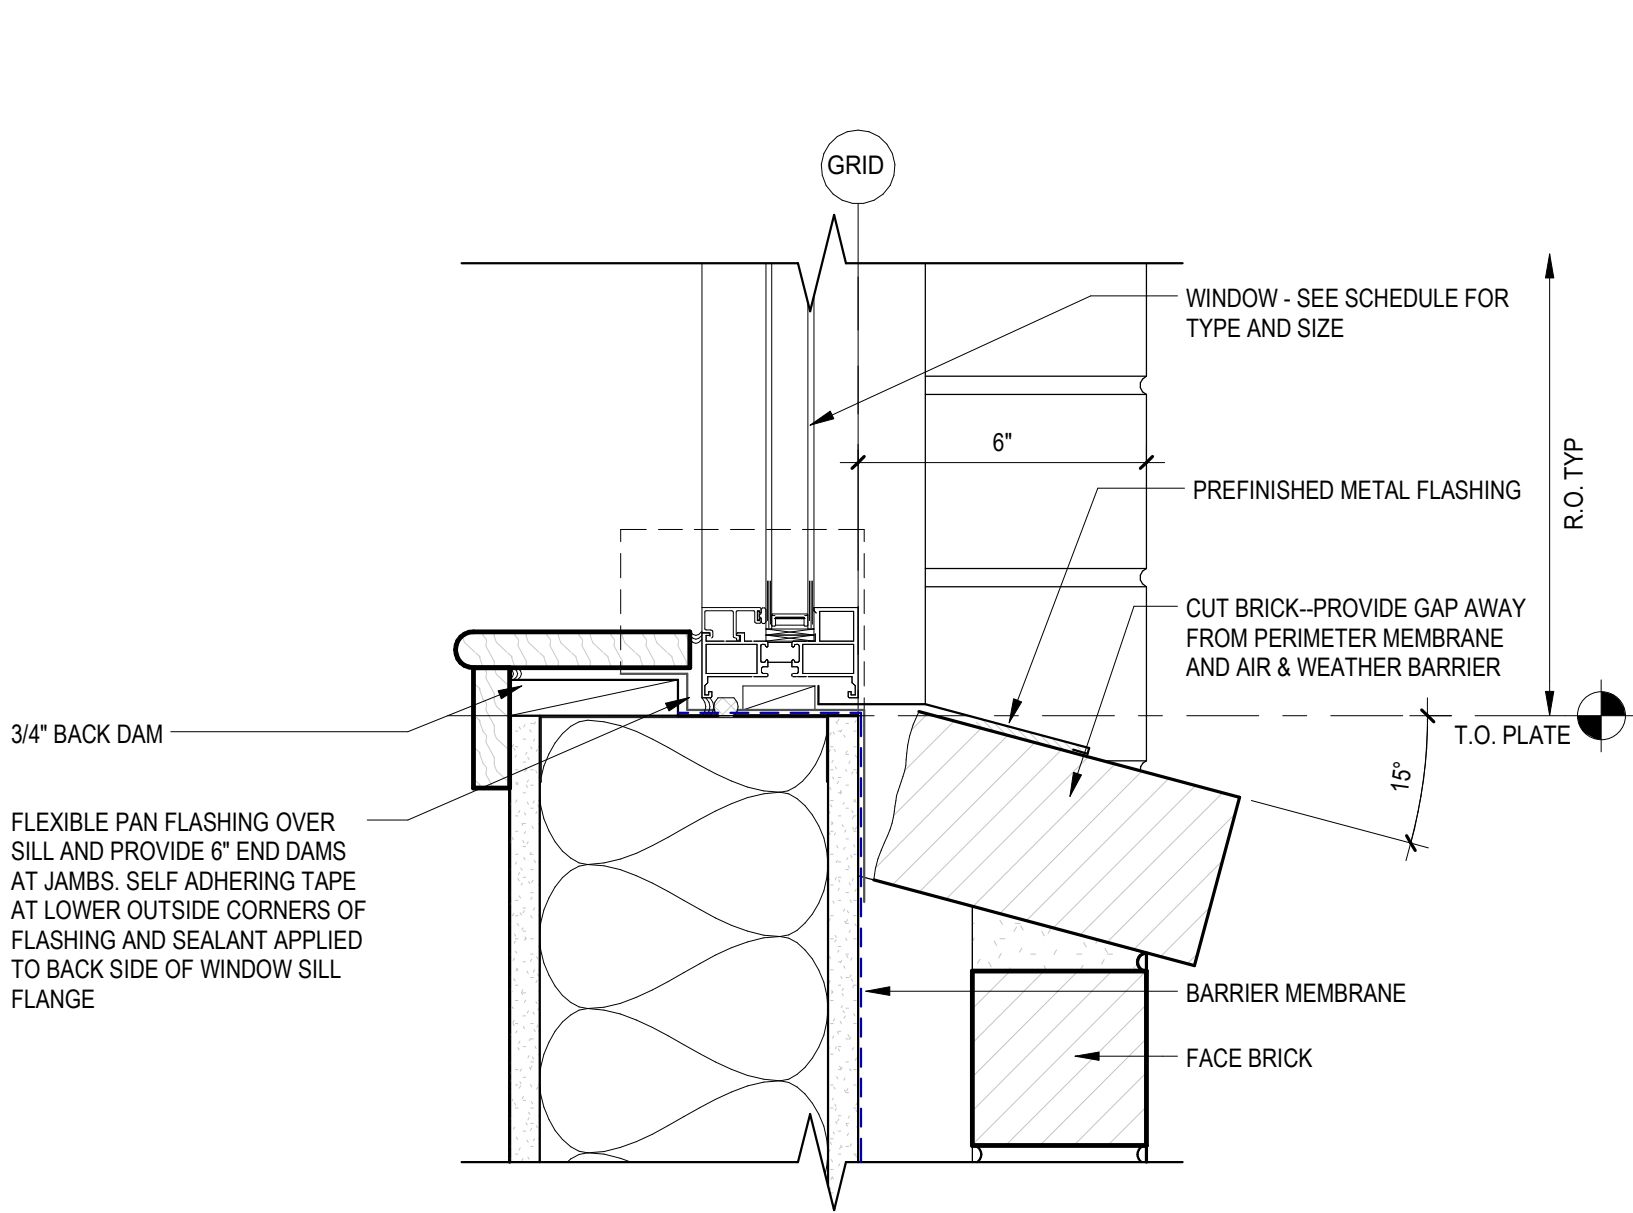 GRID
WINDOW - SEE SCHEDULE FOR
TYPE AND SIZE
6"
R.O. TYP
PREFINISHED METAL FLASHING
CUT BRICK--PROVIDE GAP AWAY
FROM PERIMETER MEMBRANE
AND AIR & WEATHER BARRIER
3/4" BACK DAM
T.O. PLATE
15°
FLEXIBLE PAN FLASHING OVER
SILL AND PROVIDE 6" END DAMS
AT JAMBS. SELF ADHERING TAPE
AT LOWER OUTSIDE CORNERS OF
FLASHING AND SEALANT APPLIED
TO BACK SIDE OF WINDOW SILL
FLANGE
BARRIER MEMBRANE
FACE BRICK